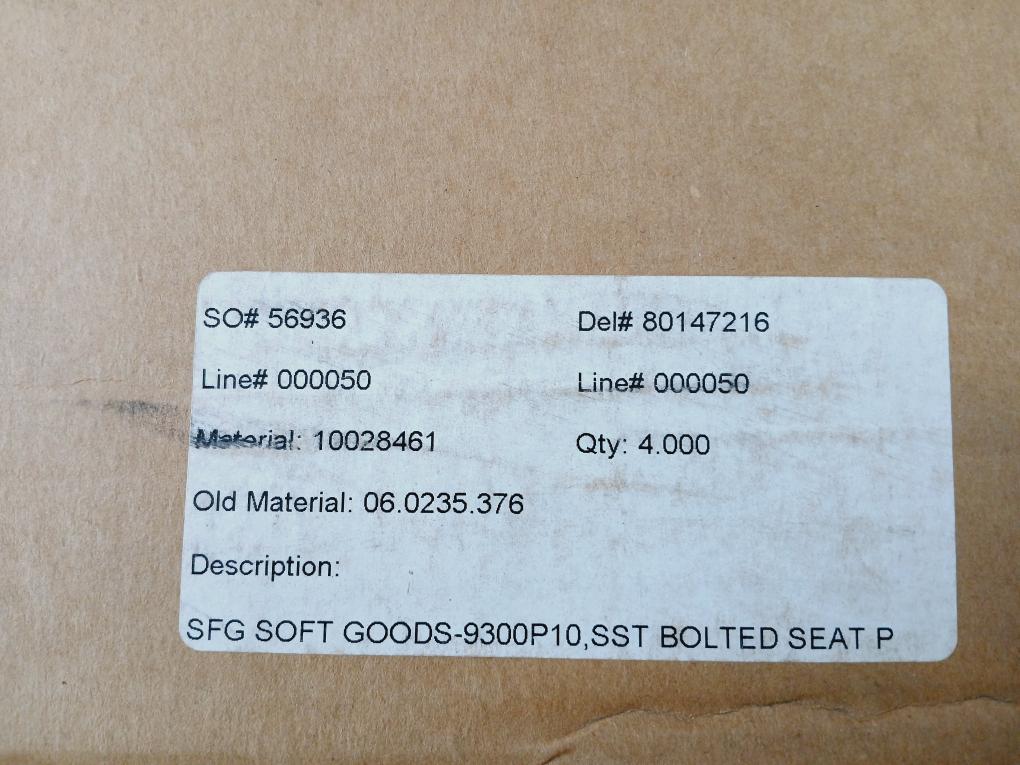 SO# 56936 Del# 80147216
Line# 000050 Line# 000050
Material: 10028461 Qty: 4.000
Old Material: 06.0235.376
Description:
SFG SOFT GOODS-9300P10,SST BOLTED SEAT P